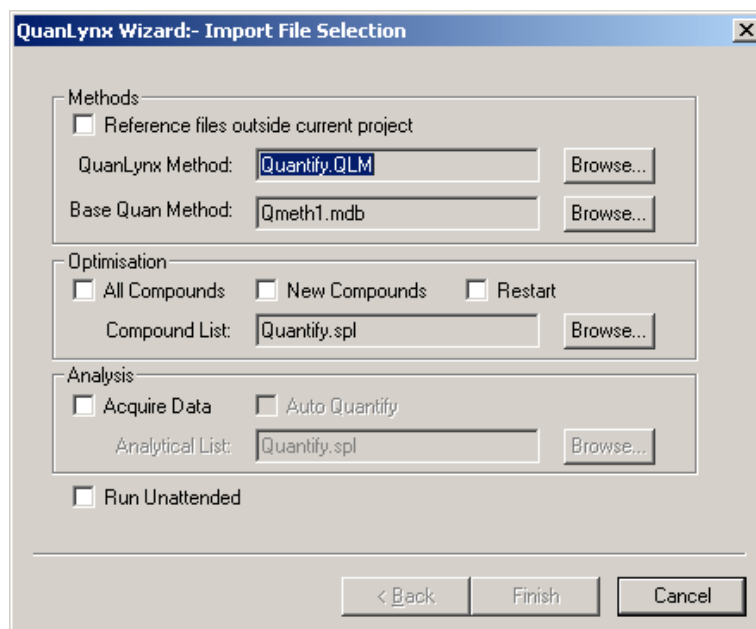 QuanLynx Wizard:- Import File Selection
Methods
Reference files outside current project
QuanLynx Method: Quantify.QLM Browse...
Base Quan Method: Qmeth1.mdb Browse...
Optimisation
All Compounds New Compounds Restart
Compound List: Quantify.spl Browse...
Analysis
Acquire Data Auto Quantify
Analytical List: Quantify.spl Browse...
Run Unattended
< Back Finish Cancel